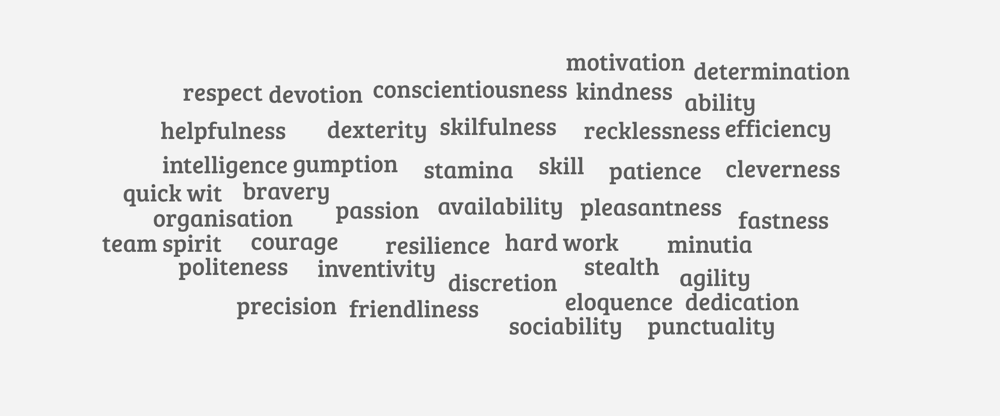 motivation determination
respect devotion conscientiousness kindness ability
helpfulness dexterity skilfulness recklessness efficiency
intelligence gumption stamina skill patience cleverness
quick wit bravery
passion availability pleasantness
organisation fastness
team spirit courage resilience hard work minutia
politeness inventivity stealth
discretion agility
precision friendliness eloquence dedication
sociability punctuality